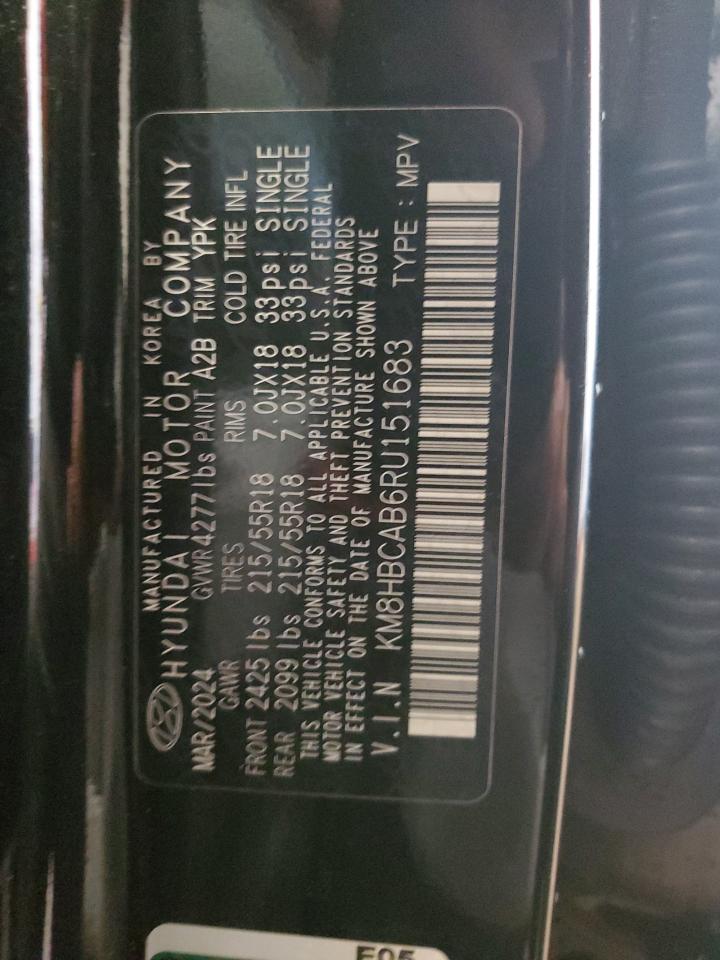 MANUFACTURED IN KOREA BY
HYUNDAI MOTOR COMPANY
MAR/2024 GVWR 4277lbs PAINT A2B TRIM YPK
GAWR TIRES RIMS COLD TIRE INFL
FRONT 2425 lbs 215/55R18 7.0JX18 33psi SINGLE
REAR 2099 lbs 215/55R18 7.0JX18 33psi SINGLE
THIS VEHICLE CONFORMS TO ALL APPLICABLE U.S.A. FEDERAL
MOTOR VEHICLE SAFETY AND THEFT PREVENTION STANDARDS
IN EFFECT ON THE DATE OF MANUFACTURE SHOWN ABOVE
V.I.N KM8HBCAB6RU151683 TYPE : MPV